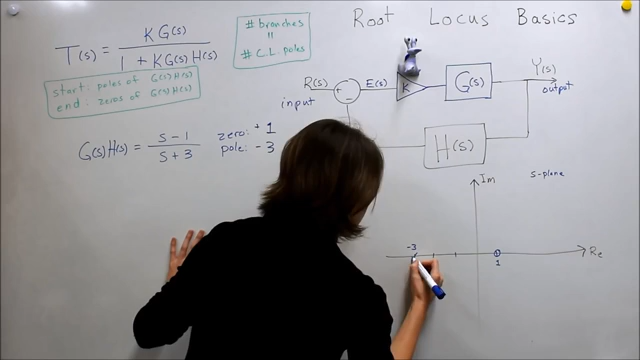 Root Locus Basics
T(s) = KG(s) / 1 + KG(s)H(s)
# branches
=
# C.L poles
start: poles of G(s)H(s)
end: zeros of G(s)H(s)
R(s)
input
+
−
E(s)
K
G(s)
Y(s)
output
H(s)
G(s)H(s) = s-1 / s+3
zero: +1
pole: -3
Im
s-plane
-3
1
Re